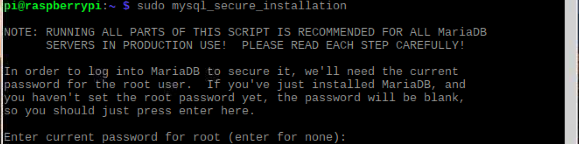 pi@raspberrypi:~ $ sudo mysql_secure_installation
NOTE: RUNNING ALL PARTS OF THIS SCRIPT IS RECOMMENDED FOR ALL MariaDB
SERVERS IN PRODUCTION USE!  PLEASE READ EACH STEP CAREFULLY!
In order to log into MariaDB to secure it, we'll need the current
password for the root user.  If you've just installed MariaDB, and
you haven't set the root password yet, the password will be blank,
so you should just press enter here.
Enter current password for root (enter for none):